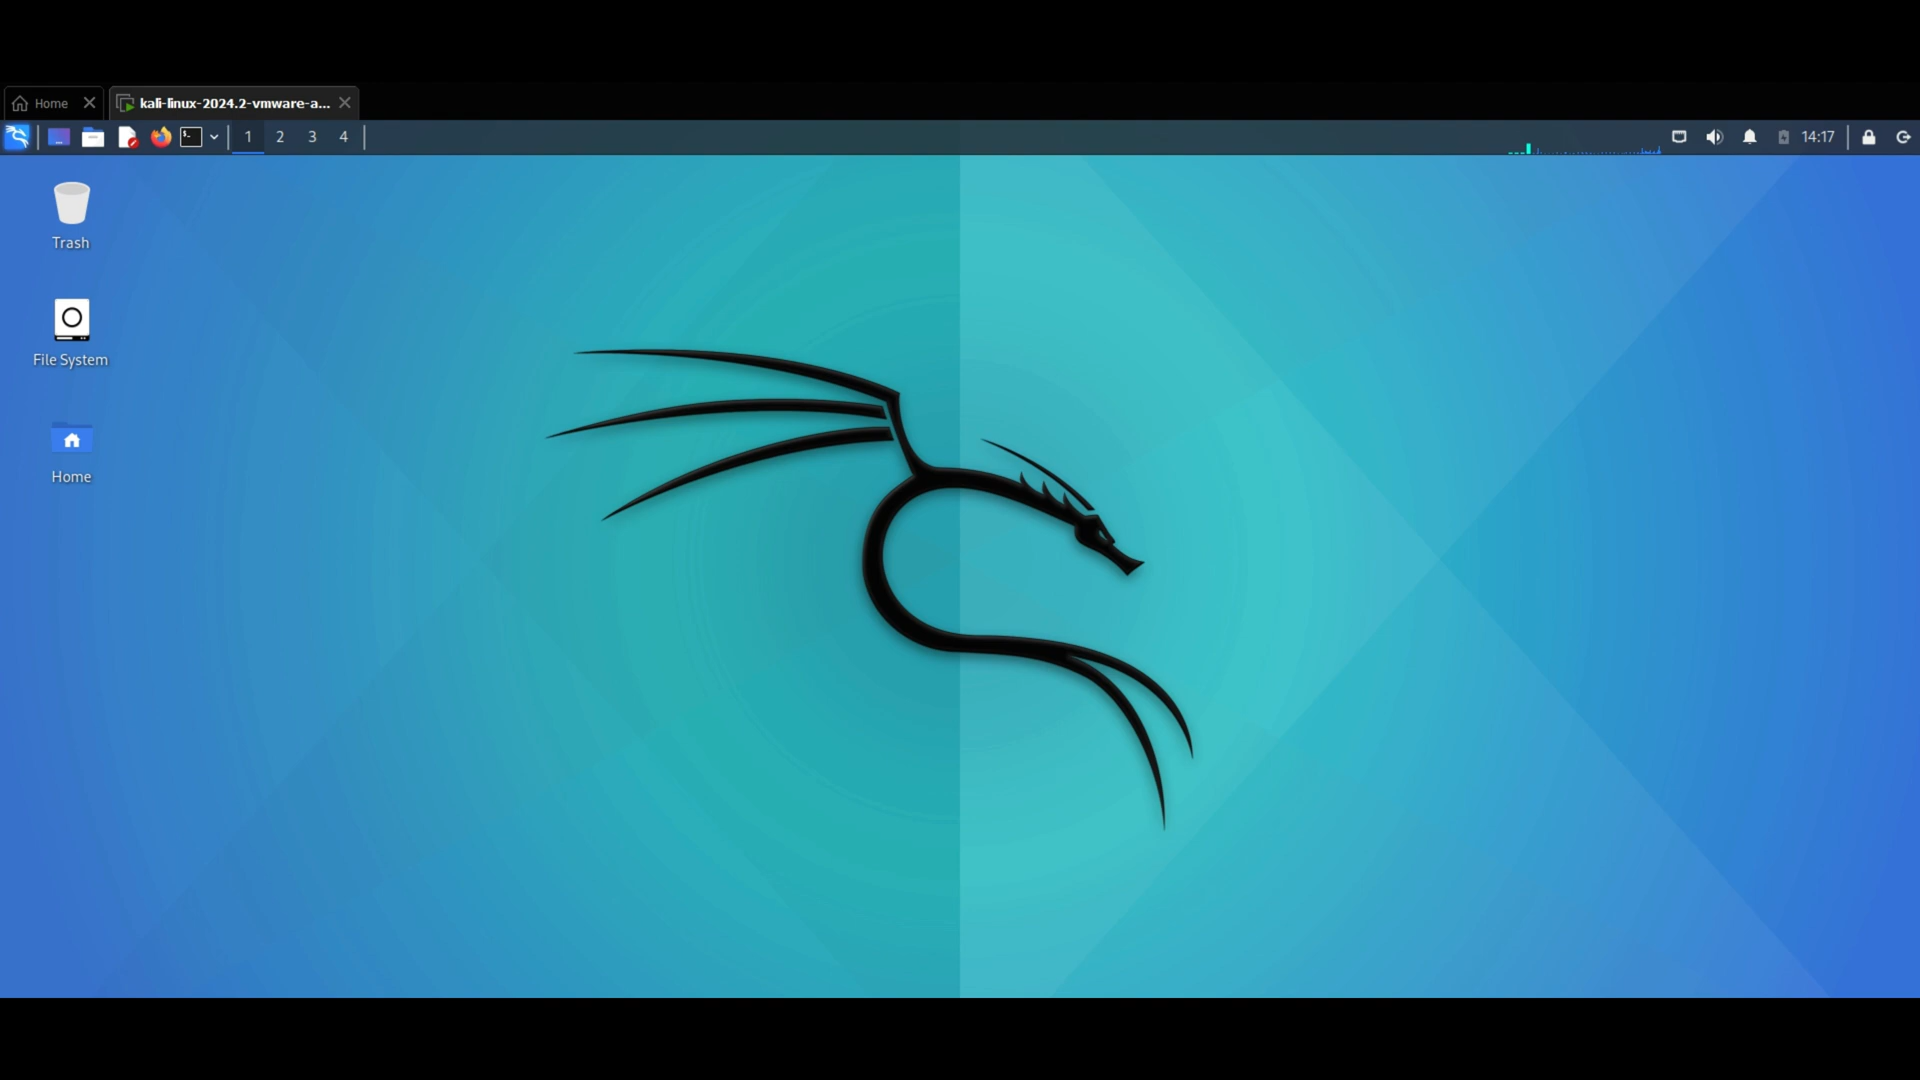 Home
kali-linux-2024.2-vmware-a...
1 2 3 4
14:17
Trash
File System
Home